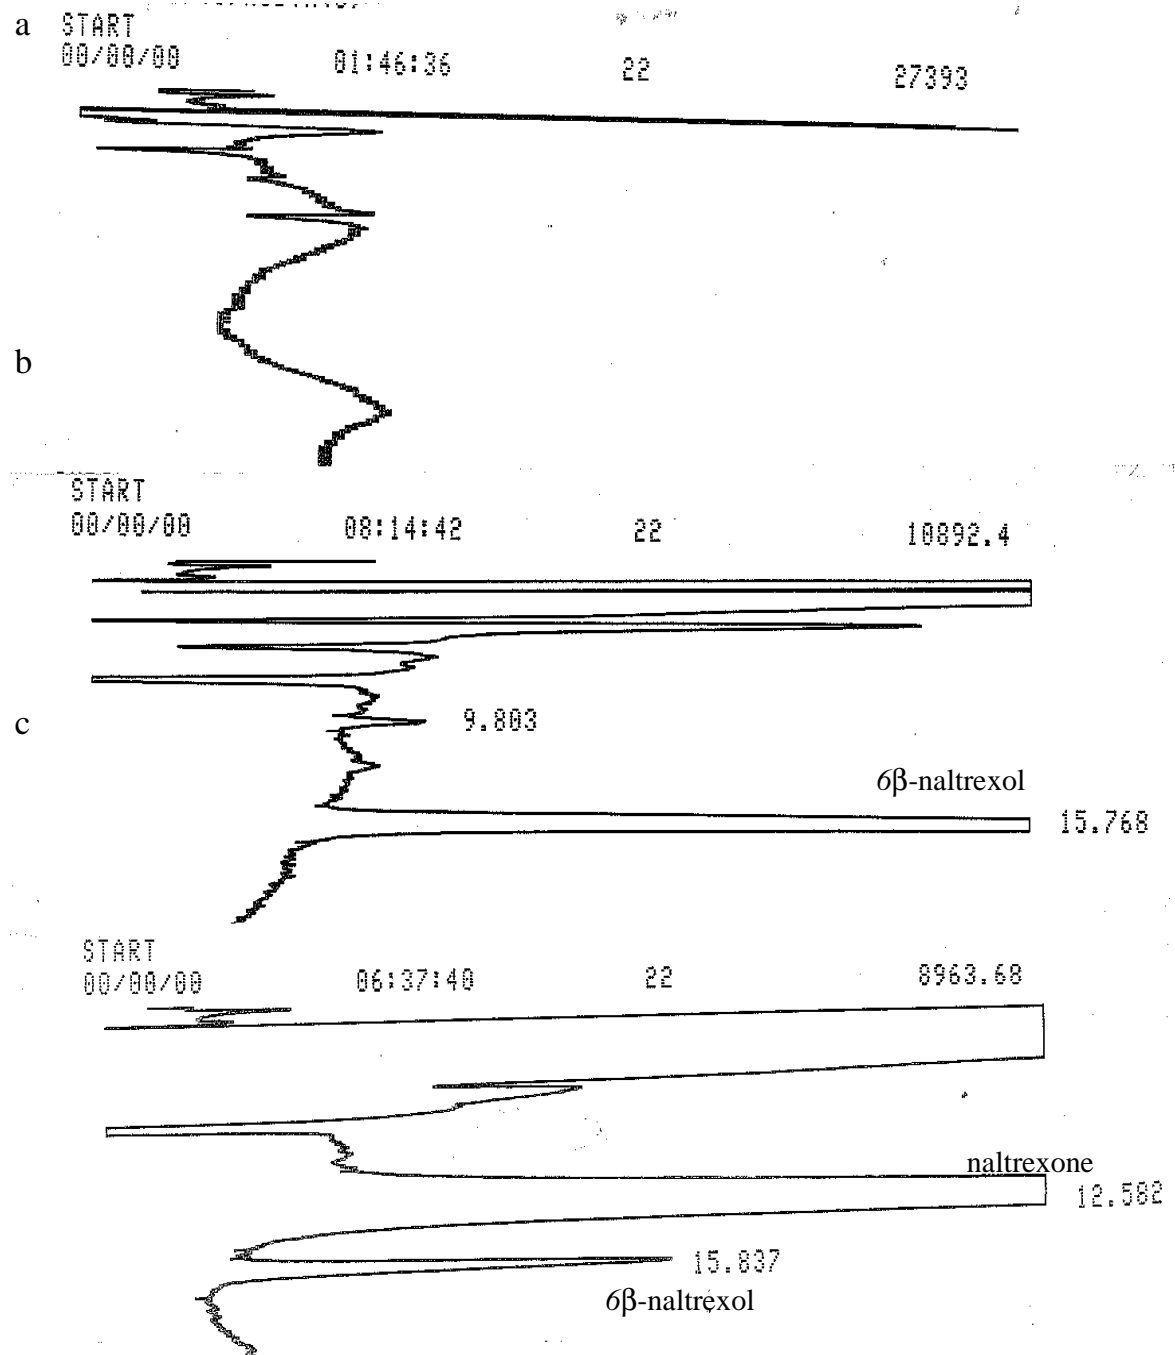 a
START
00/00/00 01:46:36 22 27393
b
START
00/00/00 08:14:42 22 10892.4
c
9.803
6β-naltrexol
15.768
START
00/00/00 06:37:40 22 8963.68
naltrexone
12.582
15.837
6β-naltrexol